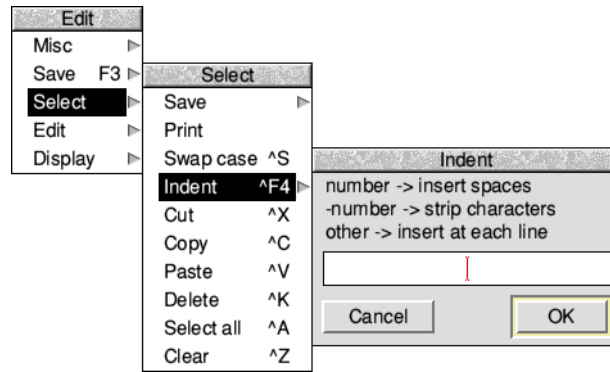 Edit
Misc
Save F3
Select
Edit
Display
Select
Save
Print
Swap case ^S
Indent ^F4
Cut ^X
Copy ^C
Paste ^V
Delete ^K
Select all ^A
Clear ^Z
Indent
number -> insert spaces
-number -> strip characters
other -> insert at each line
Cancel OK